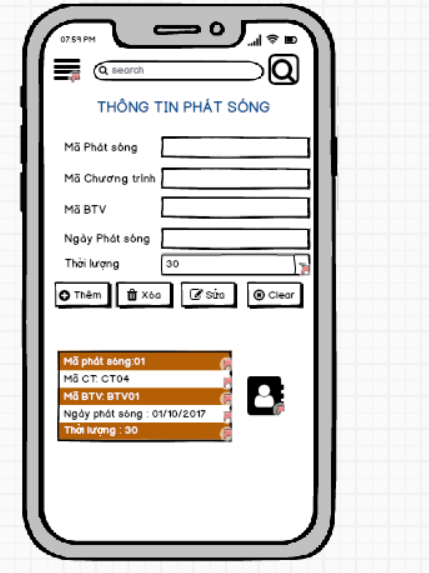 07:59 PM
search
THÔNG TIN PHÁT SÓNG
Mã Phát sóng
Mã Chương trình
Mã BTV
Ngày Phát sóng
Thời lượng 30
Thêm Xóa Sửa Clear
Mã phát sóng:01
Mã CT: CT04
Mã BTV: BTV01
Ngày phát sóng : 01/10/2017
Thời lượng : 30